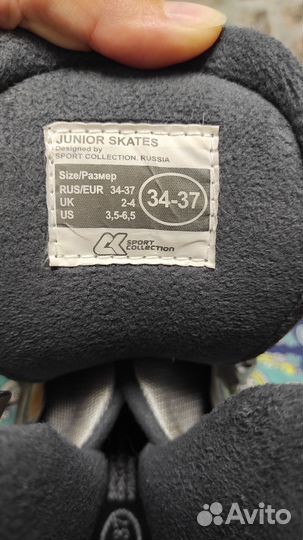 JUNIOR SKATES
Designed by
SPORT COLLECTION. RUSSIA
Size/Размер
RUS/EUR 34-37
UK 2-4
US 3,5-6,5
34-37
SPORT
COLLECTION
37
Avito